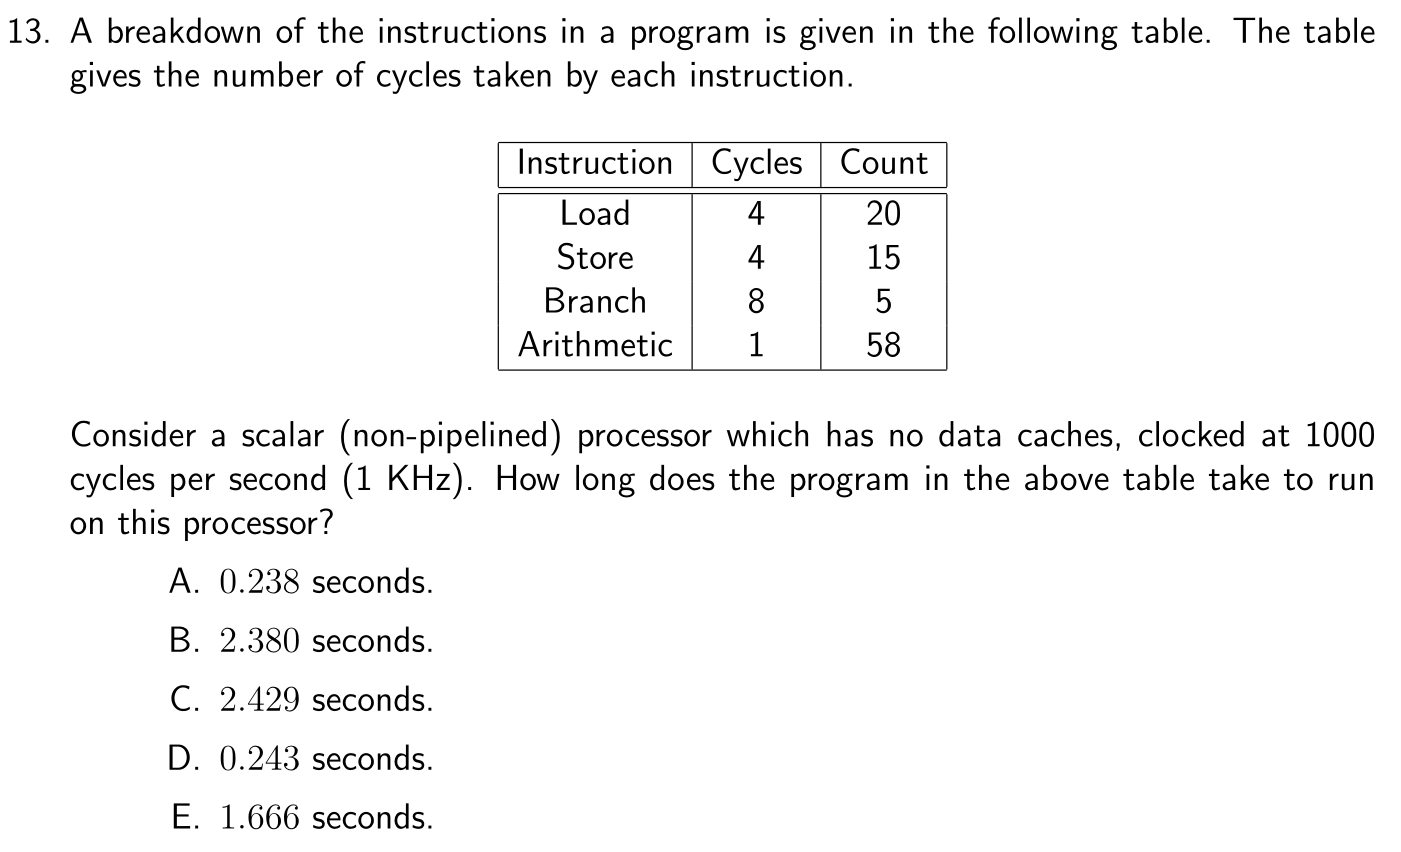 13. A breakdown of the instructions in a program is given in the following table. The table
gives the number of cycles taken by each instruction.
Instruction Cycles Count
Load 4 20
Store 4 15
Branch 8 5
Arithmetic 1 58
Consider a scalar (non-pipelined) processor which has no data caches, clocked at 1000
cycles per second (1 KHz). How long does the program in the above table take to run
on this processor?
A. 0.238 seconds.
B. 2.380 seconds.
C. 2.429 seconds.
D. 0.243 seconds.
E. 1.666 seconds.